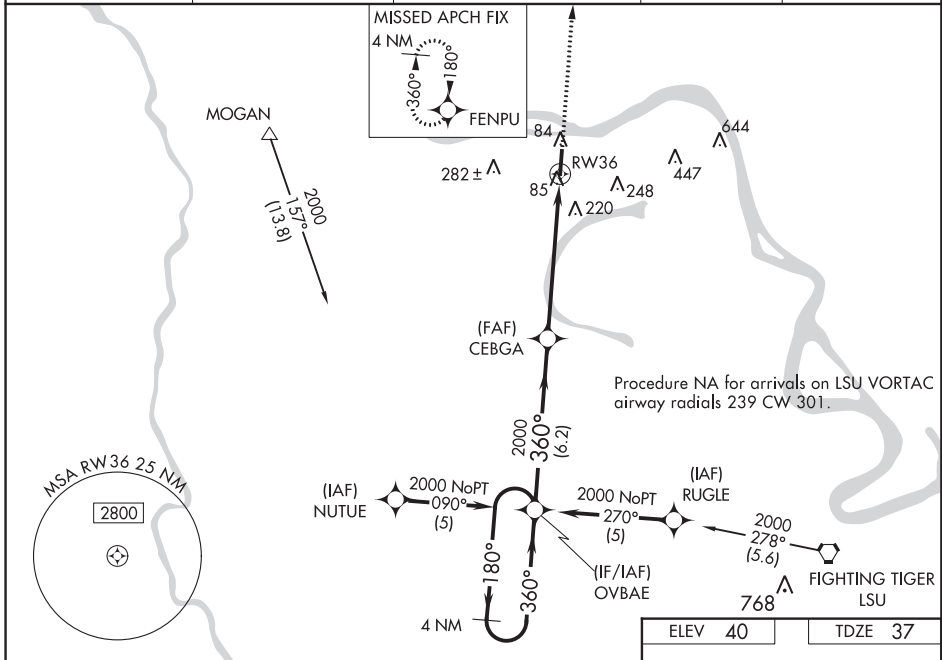 MISSED APCH FIX
4 NM
360°
180°
FENPU
MOGAN
2000
157°
(13.8)
84
RW36
85
282 ±
220
248
447
644
(FAF)
CEBGA
Procedure NA for arrivals on LSU VORTAC
airway radials 239 CW 301.
2000
360°
(6.2)
MSA RW36 25 NM
2800
(IAF)
NUTUE
2000 NoPT
090°
(5)
(IAF)
RUGLE
2000 NoPT
270°
(5)
2000
278°
(5.6)
180°
360°
4 NM
(IF/IAF)
OVBAE
FIGHTING TIGER
LSU
768
ELEV 40
TDZE 37